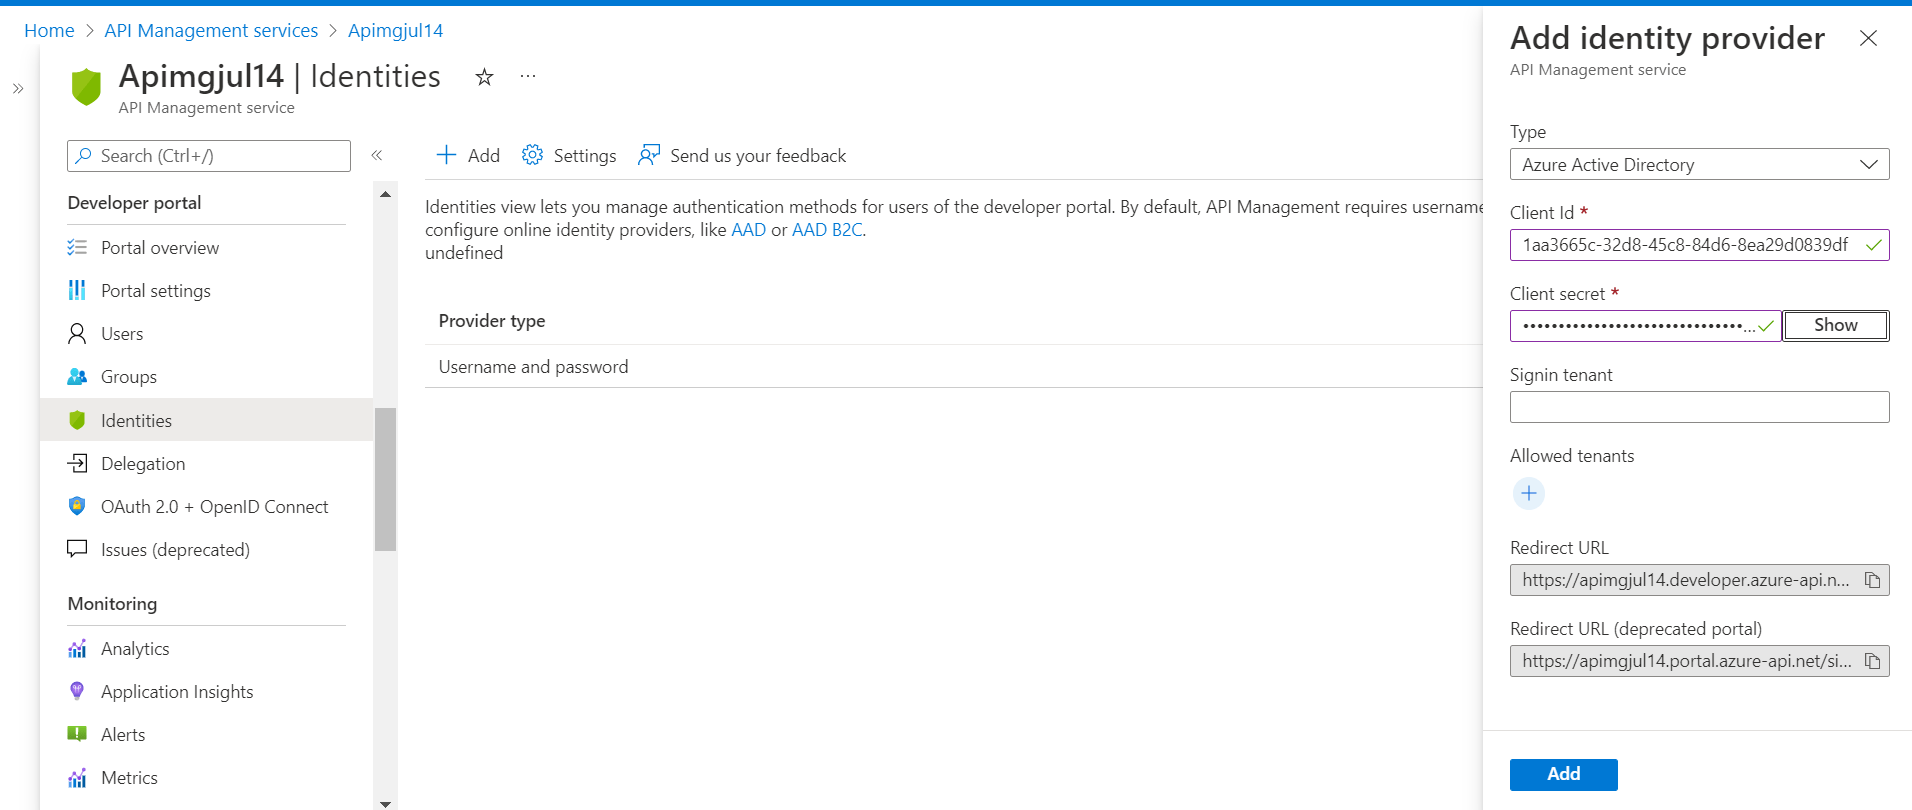 Home > API Management services > Apimgjul14
Apimgjul14 | Identities
API Management service
Search (Ctrl+/)
Developer portal
Portal overview
Portal settings
Users
Groups
Identities
Delegation
OAuth 2.0 + OpenID Connect
Issues (deprecated)
Monitoring
Analytics
Application Insights
Alerts
Metrics
Add Settings Send us your feedback
Identities view lets you manage authentication methods for users of the developer portal. By default, API Management requires username
configure online identity providers, like AAD or AAD B2C.
undefined
Provider type
Username and password
Add identity provider
API Management service
Type
Azure Active Directory
Client Id *
1aa3665c-32d8-45c8-84d6-8ea29d0839df
Client secret *
Show
Signin tenant
Allowed tenants
Redirect URL
https://apimgjul14.developer.azure-api.n...
Redirect URL (deprecated portal)
https://apimgjul14.portal.azure-api.net/si...
Add